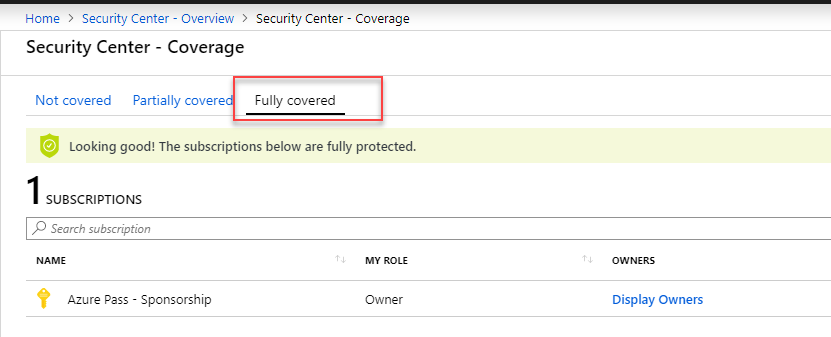 Home > Security Center - Overview > Security Center - Coverage
Security Center - Coverage
Not covered Partially covered Fully covered
Looking good! The subscriptions below are fully protected.
1 SUBSCRIPTIONS
Search subscription
NAME MY ROLE OWNERS
Azure Pass - Sponsorship Owner Display Owners